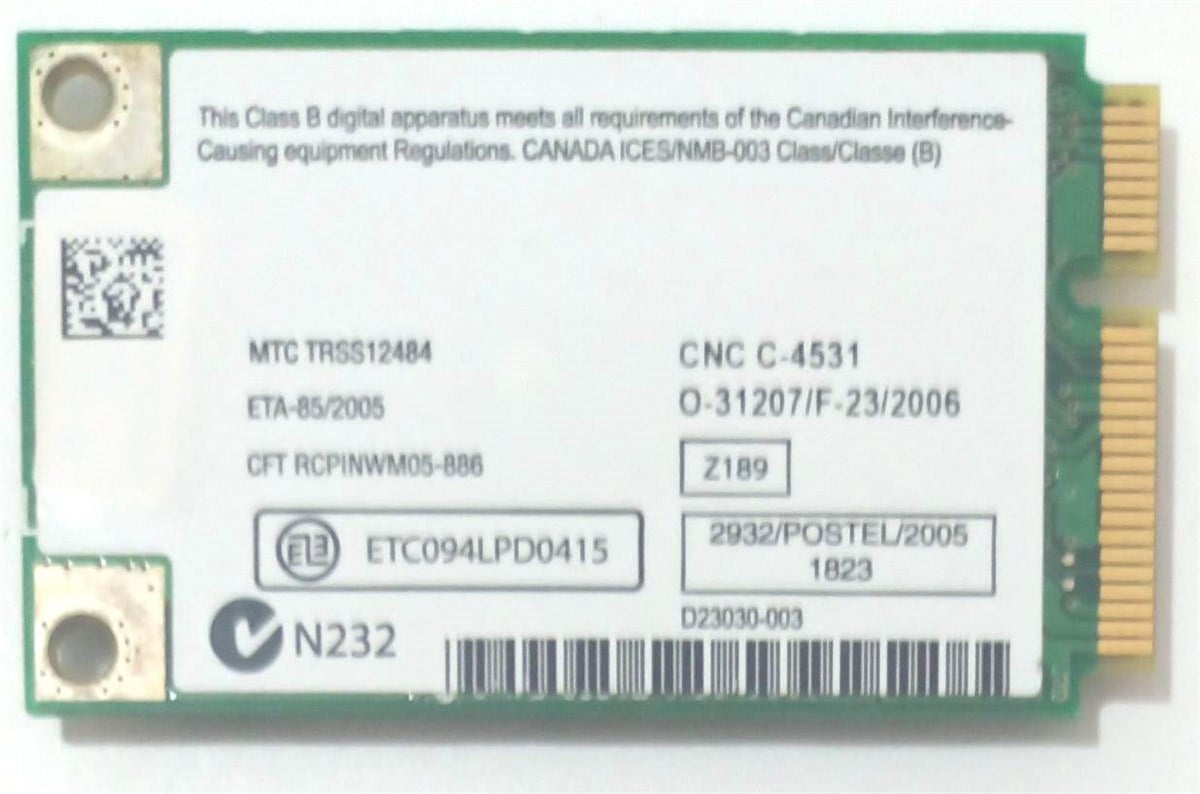 This Class B digital apparatus meets all requirements of the Canadian Interference-
Causing equipment Regulations. CANADA ICES/NMB-003 Class/Classe (B)
MTC TRSS12484
ETA-85/2005
CFT RCPINWM05-886
CNC C-4531
O-31207/F-23/2006
Z189
ETC094LPD0415
2932/POSTEL/2005
1823
N232
D23030-003